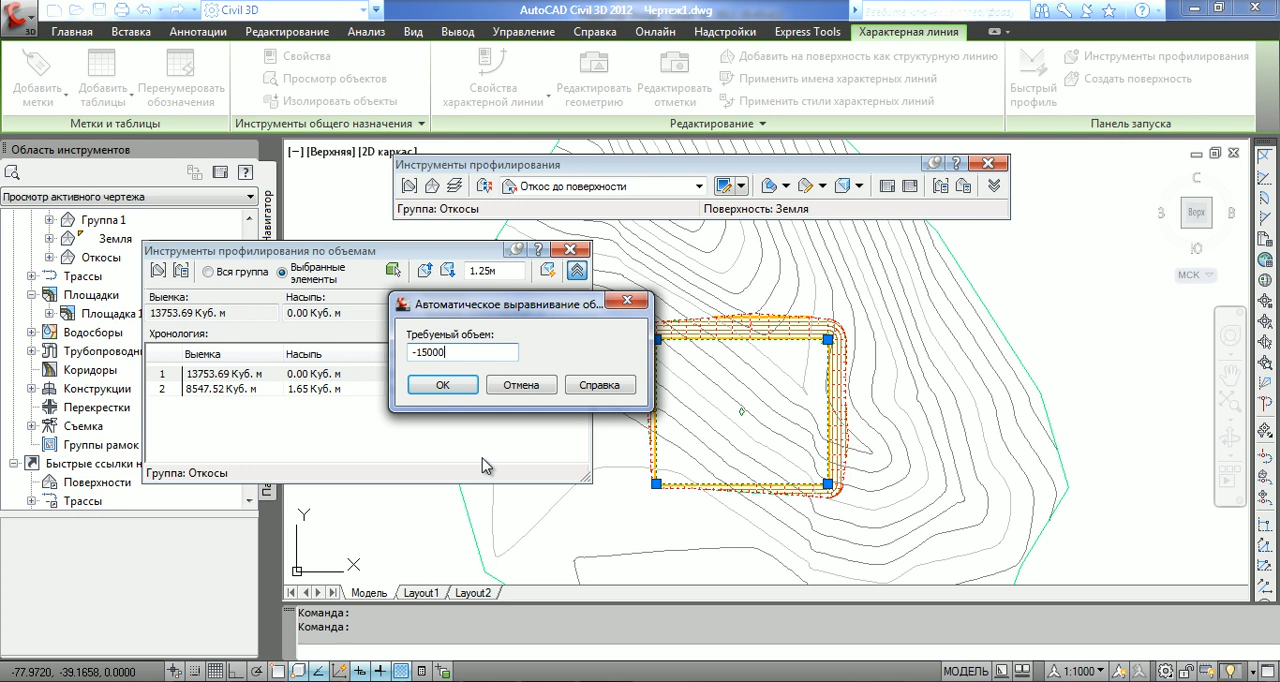 Civil 3D
AutoCAD Civil 3D 2012 Чертеж1.dwg
Введите ключевое слово/фразу
3D
Главная Вставка Аннотации Редактирование Анализ Вид Вывод Управление Справка Онлайн Надстройки Express Tools Характерная линия
Добавить метки
Добавить таблицы
Перенумеровать обозначения
Метки и таблицы
Свойства
Просмотр объектов
Изолировать объекты
Инструменты общего назначения
Свойства характерной линии
Редактировать геометрию
Редактировать отметки
Добавить на поверхность как структурную линию
Применить имена характерных линий
Применить стили характерных линий
Редактирование
Быстрый профиль
Инструменты профилирования
Создать поверхность
Панель запуска
Область инструментов
Просмотр активного чертежа
Группа 1
Земля
Откосы
Трассы
Площадки
Площадка 1
Водосборы
Трубопроводн
Коридоры
Конструкции
Перекрестки
Съемка
Группы рамок
Быстрые ссылки н
Поверхности
Трассы
[−] [Верхняя] [2D каркас]
Инструменты профилирования
Откос до поверхности
Группа: Откосы
Поверхность: Земля
Инструменты профилирования по объемам
Вся группа
Выбранные элементы
1.25м
Выемка:
Насыпь:
13753.69 Куб. м
0.00 Куб. м
Хронология:
Выемка Насыпь
1 13753.69 Куб. м 0.00 Куб. м
2 8547.52 Куб. м 1.65 Куб. м
Группа: Откосы
Автоматическое выравнивание об...
Требуемый объем:
-15000
OK
Отмена
Справка
С
З
Верх
В
Ю
МСК
Y
X
Модель Layout1 Layout2
Команда:
Команда:
-77.9720, -39.1658, 0.0000
МОДЕЛЬ
1:1000